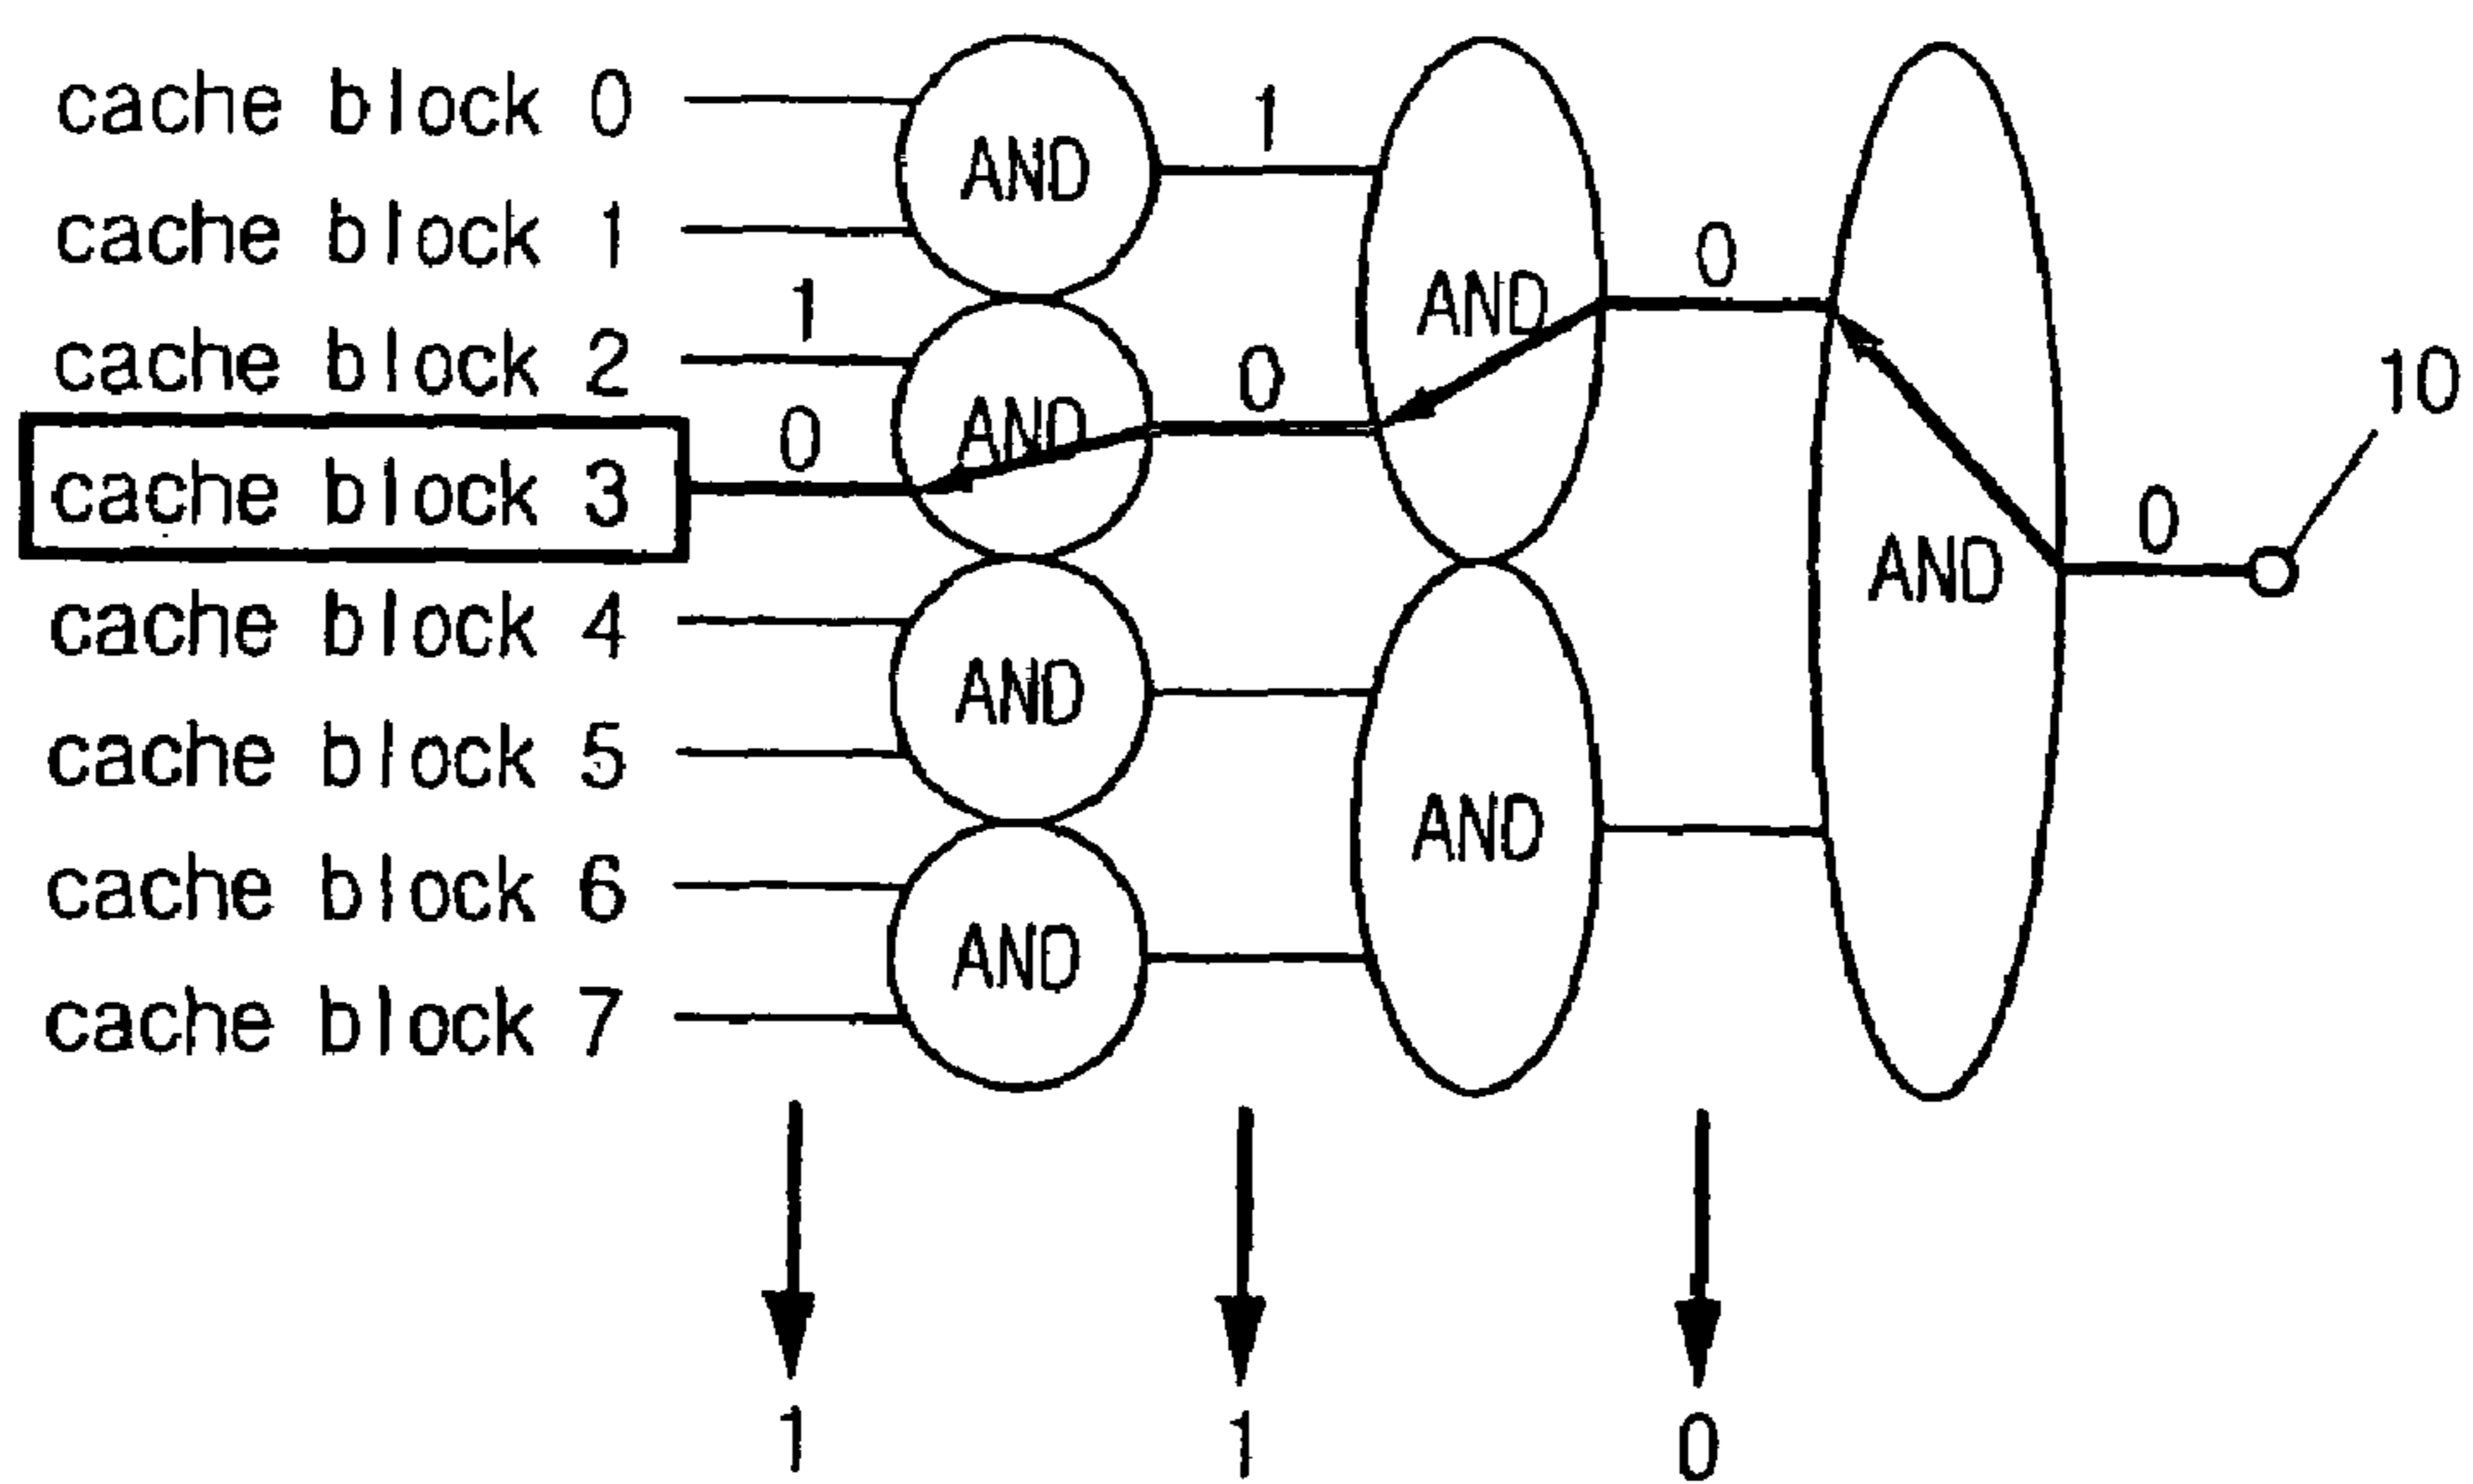 cache block 0
AND
1
cache block 1
1
AND
0
cache block 2
0
10
cache block 3
0
AND
0
AND
cache block 4
AND
cache block 5
AND
cache block 6
AND
cache block 7
1
1
0